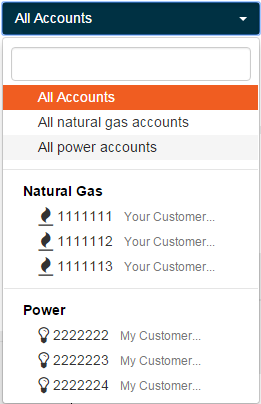 All Accounts
All Accounts
All natural gas accounts
All power accounts
Natural Gas
1111111 Your Customer...
1111112 Your Customer...
1111113 Your Customer...
Power
2222222 My Customer...
2222223 My Customer...
2222224 My Customer...